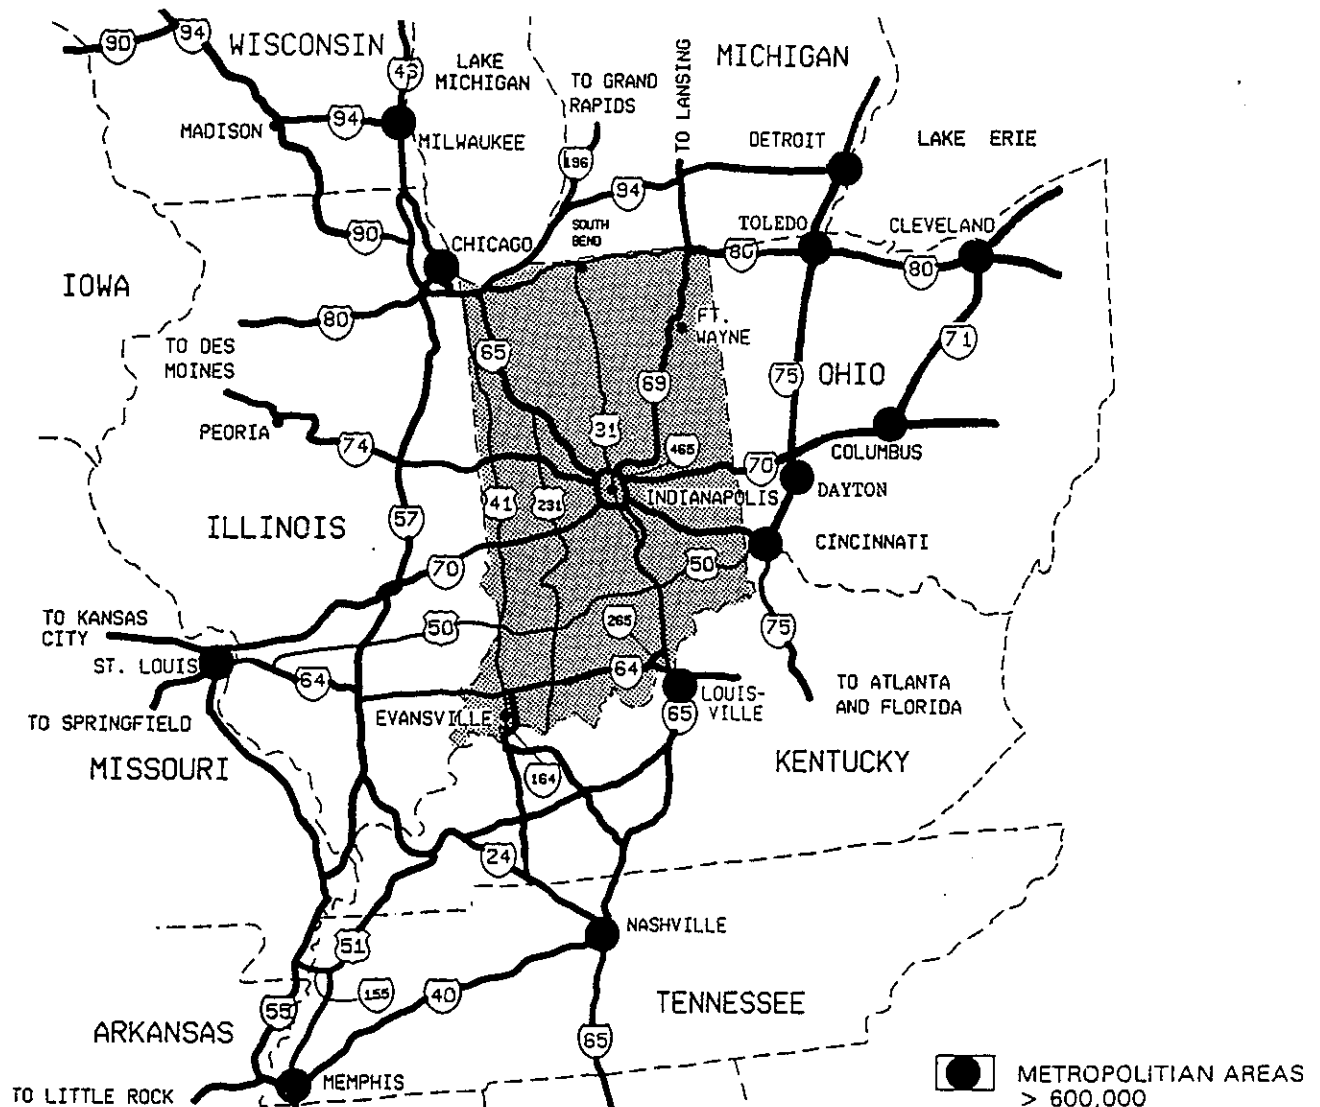 90
94
WISCONSIN
43
LAKE
MICHIGAN
TO GRAND
RAPIDS
TO LANSING
MICHIGAN
MADISON
94
MILWAUKEE
196
DETROIT
LAKE ERIE
94
90
CHICAGO
SOUTH
BEND
TOLEDO
CLEVELAND
80
80
IOWA
80
TO DES
MOINES
65
FT.
WAYNE
71
69
75
OHIO
PEORIA
74
31
465
70
COLUMBUS
41
231
INDIANAPOLIS
DAYTON
ILLINOIS
57
CINCINNATI
70
50
TO KANSAS
CITY
50
265
75
ST. LOUIS
64
64
TO ATLANTA
AND FLORIDA
TO SPRINGFIELD
EVANSVILLE
LOUIS-
VILLE
65
MISSOURI
164
KENTUCKY
24
NASHVILLE
51
155
40
55
TENNESSEE
ARKANSAS
65
TO LITTLE ROCK
MEMPHIS
METROPOLITIAN AREAS
> 600,000